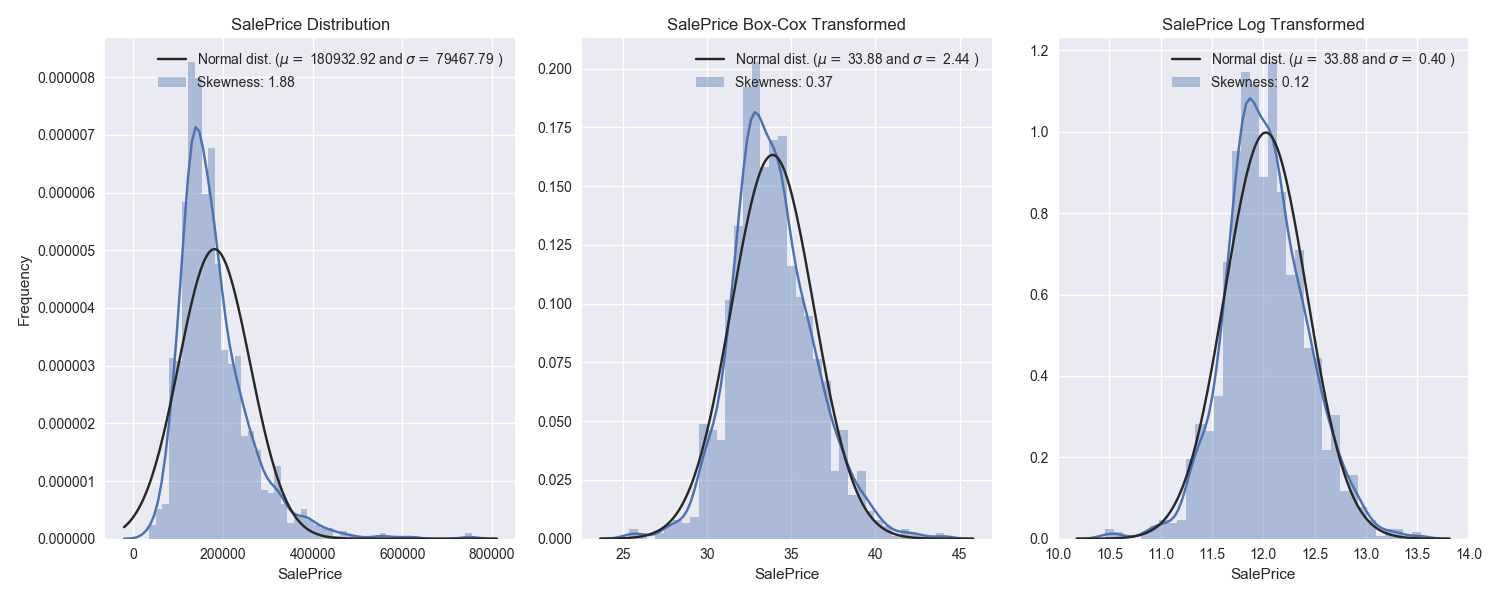 SalePrice Distribution
Normal dist. (μ = 180932.92 and σ = 79467.79 )
Skewness: 1.88
0.000008
0.000007
0.000006
0.000005
0.000004
0.000003
0.000002
0.000001
0.000000
Frequency
0 200000 400000 600000 800000
SalePrice
SalePrice Box-Cox Transformed
Normal dist. (μ = 33.88 and σ = 2.44 )
Skewness: 0.37
0.200
0.175
0.150
0.125
0.100
0.075
0.050
0.025
0.000
25 30 35 40 45
SalePrice
SalePrice Log Transformed
Normal dist. (μ = 33.88 and σ = 0.40 )
Skewness: 0.12
1.2
1.0
0.8
0.6
0.4
0.2
0.0
10.0 10.5 11.0 11.5 12.0 12.5 13.0 13.5 14.0
SalePrice